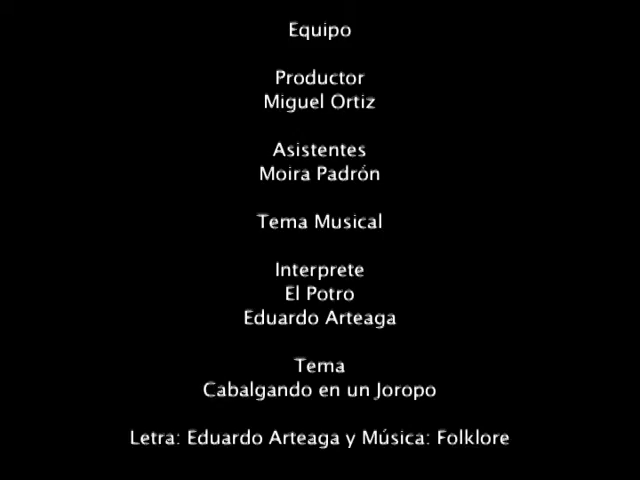 Equipo
Productor
Miguel Ortiz
Asistentes
Moira Padrón
Tema Musical
Interprete
El Potro
Eduardo Arteaga
Tema
Cabalgando en un Joropo
Letra: Eduardo Arteaga y Música: Folklore